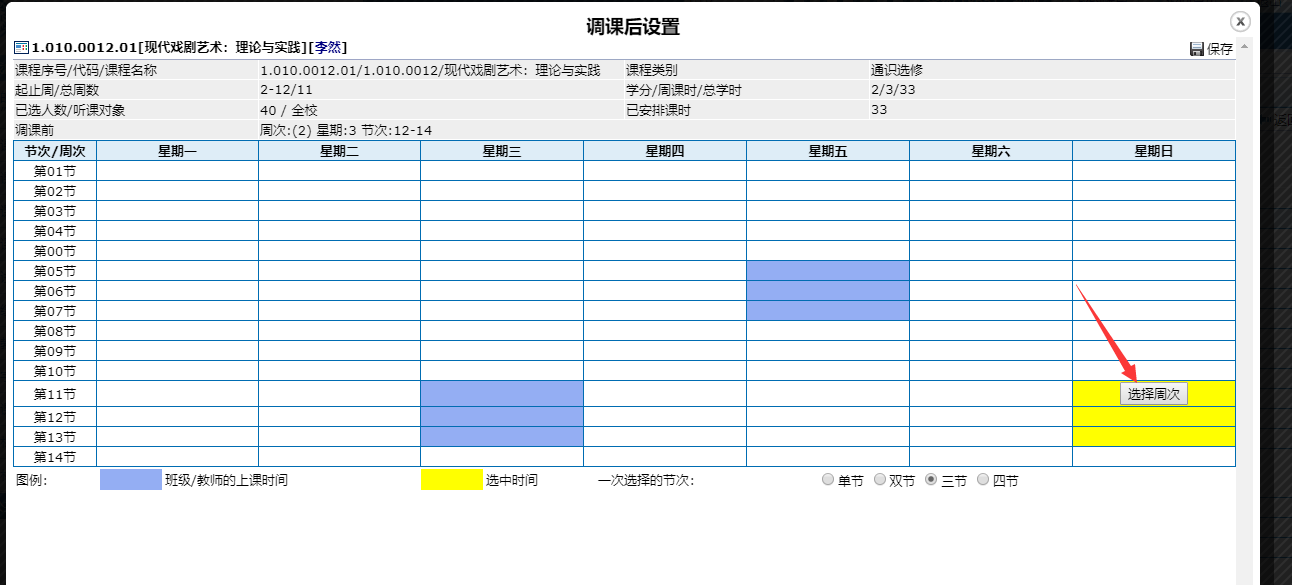 调课后设置
1.010.0012.01[现代戏剧艺术：理论与实践][李然]
保存
课程序号/代码/课程名称 1.010.0012.01/1.010.0012/现代戏剧艺术：理论与实践 课程类别 通识选修
起止周/总周数 2-12/11 学分/周课时/总学时 2/3/33
已选人数/听课对象 40 / 全校 已安排课时 33
调课前 周次:(2) 星期:3 节次:12-14
节次/周次 星期一 星期二 星期三 星期四 星期五 星期六 星期日
第01节
第02节
第03节
第04节
第00节
第05节
第06节
第07节
第08节
第09节
第10节
第11节 选择周次
第12节
第13节
第14节
图例: 班级/教师的上课时间 选中时间 一次选择的节次: 单节 双节 三节 四节